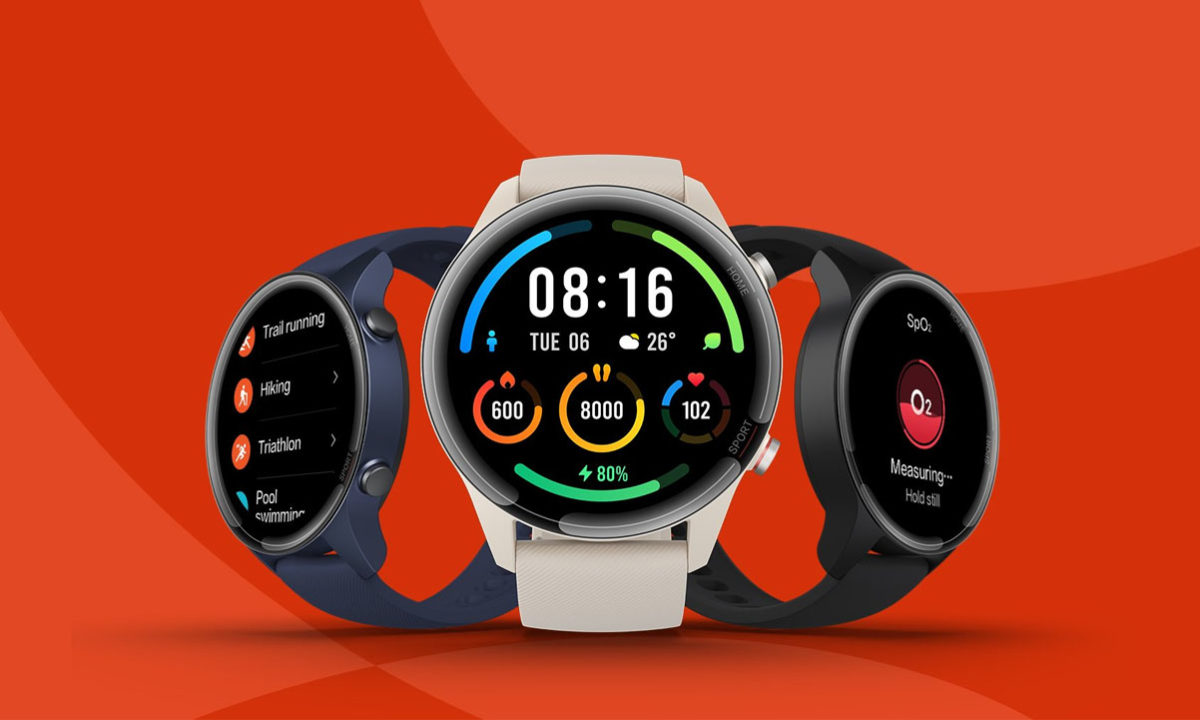 Trail running
Hiking
Triathlon
Pool
swimming
SPORT
08:16
TUE 06
26°
600
8000
102
80%
HOME
SPORT
SpO₂
O₂
Measuring···
Hold still